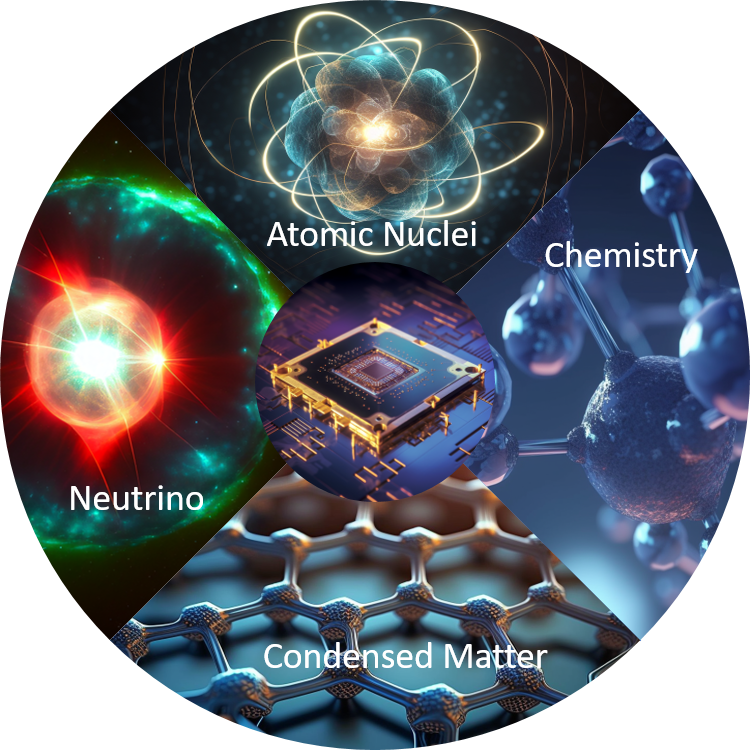 Atomic Nuclei
Chemistry
Neutrino
Condensed Matter